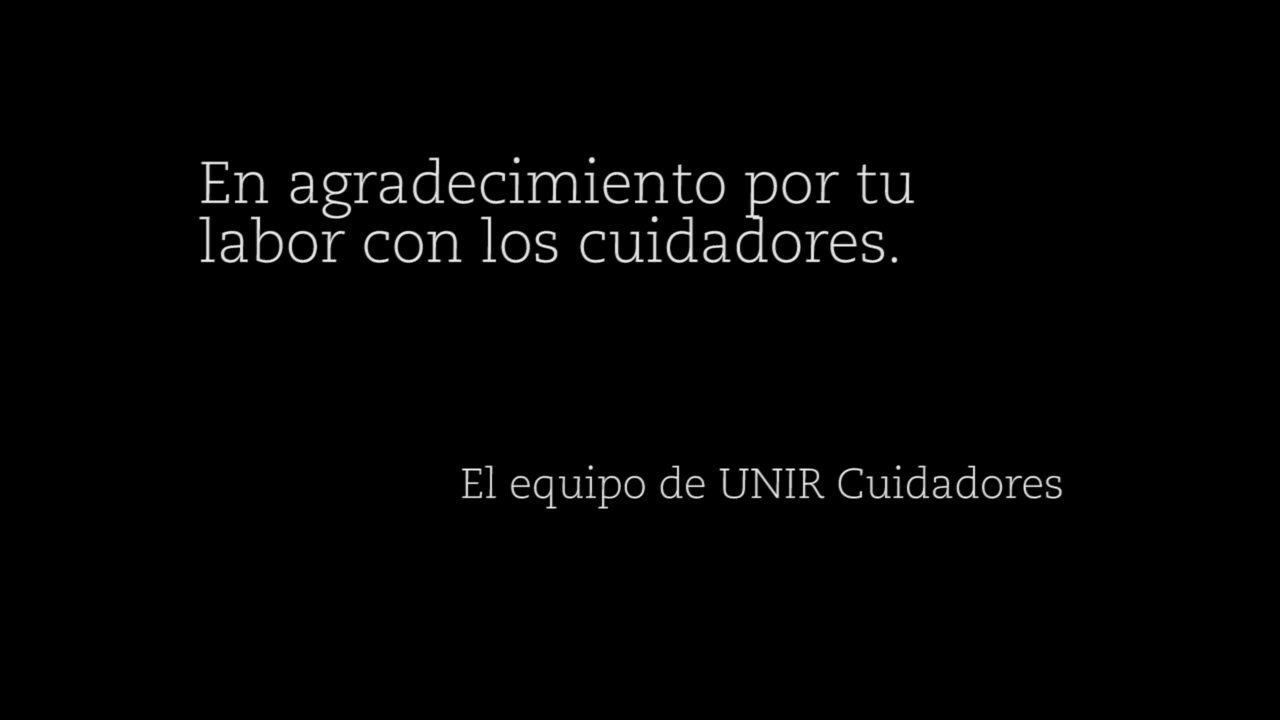 En agradecimiento por tu
labor con los cuidadores.
El equipo de UNIR Cuidadores